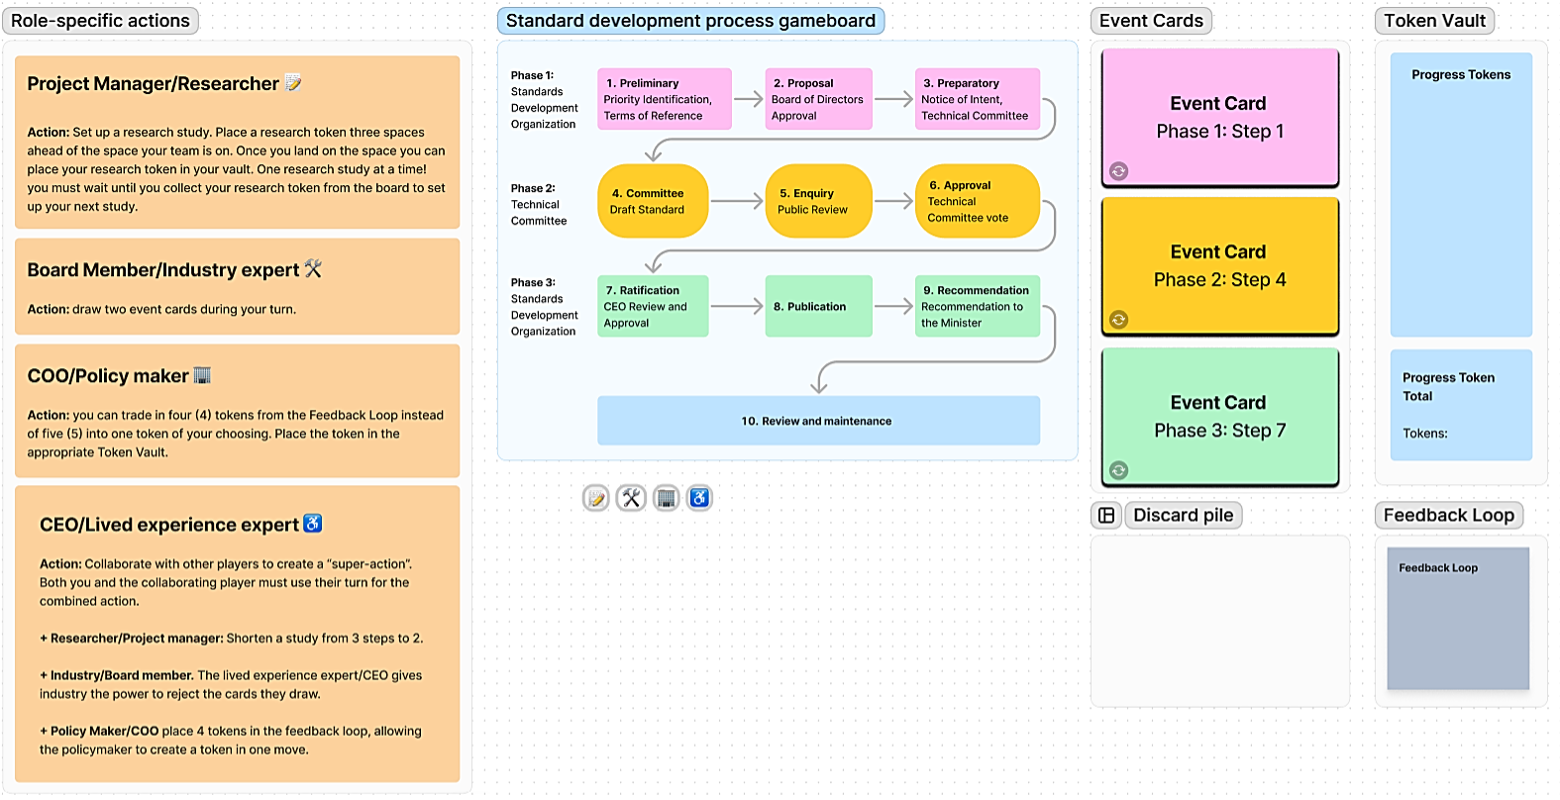 Role-specific actions
Project Manager/Researcher
Action: Set up a research study. Place a research token three spaces
ahead of the space your team is on. Once you land on the space you can
place your research token in your vault. One research study at a time!
you must wait until you collect your research token from the board to set
up your next study.
Board Member/Industry expert
Action: draw two event cards during your turn.
COO/Policy maker
Action: you can trade in four (4) tokens from the Feedback Loop instead
of five (5) into one token of your choosing. Place the token in the
appropriate Token Vault.
CEO/Lived experience expert
Action: Collaborate with other players to create a “super-action”.
Both you and the collaborating player must use their turn for the
combined action.
+ Researcher/Project manager: Shorten a study from 3 steps to 2.
+ Industry/Board member. The lived experience expert/CEO gives
industry the power to reject the cards they draw.
+ Policy Maker/COO place 4 tokens in the feedback loop, allowing
the policymaker to create a token in one move.
Standard development process gameboard
Phase 1:
Standards
Development
Organization
1. Preliminary
Priority Identification,
Terms of Reference
2. Proposal
Board of Directors
Approval
3. Preparatory
Notice of Intent,
Technical Committee
Phase 2:
Technical
Committee
4. Committee
Draft Standard
5. Enquiry
Public Review
6. Approval
Technical
Committee vote
Phase 3:
Standards
Development
Organization
7. Ratification
CEO Review and
Approval
8. Publication
9. Recommendation
Recommendation to
the Minister
10. Review and maintenance
Event Cards
Event Card
Phase 1: Step 1
Event Card
Phase 2: Step 4
Event Card
Phase 3: Step 7
Discard pile
Token Vault
Progress Tokens
Progress Token
Total
Tokens:
Feedback Loop
Feedback Loop